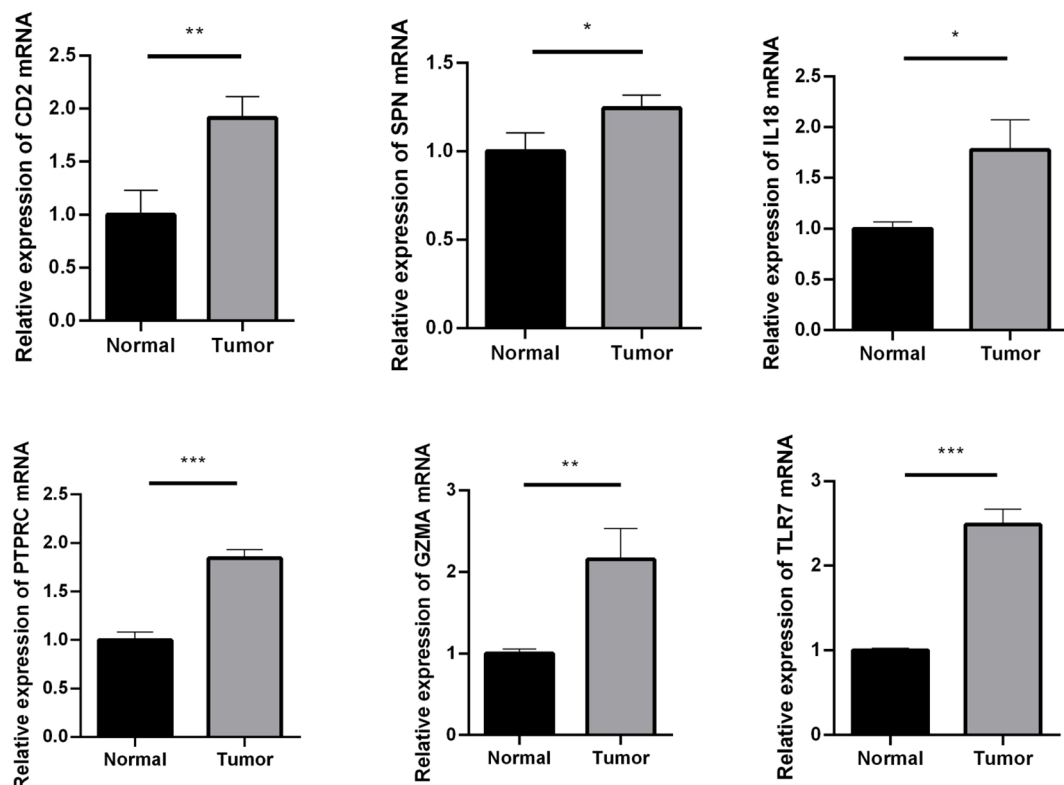 **
Relative expression of CD2 mRNA
2.5
2.0
1.5
1.0
0.5
0.0
Normal
Tumor
*
Relative expression of SPN mRNA
1.5
1.0
0.5
0.0
Normal
Tumor
*
Relative expression of IL18 mRNA
2.5
2.0
1.5
1.0
0.5
0.0
Normal
Tumor
***
Relative expression of PTPRC mRNA
2.5
2.0
1.5
1.0
0.5
0.0
Normal
Tumor
**
Relative expression of GZMA mRNA
3
2
1
0
Normal
Tumor
***
Relative expression of TLR7 mRNA
3
2
1
0
Normal
Tumor